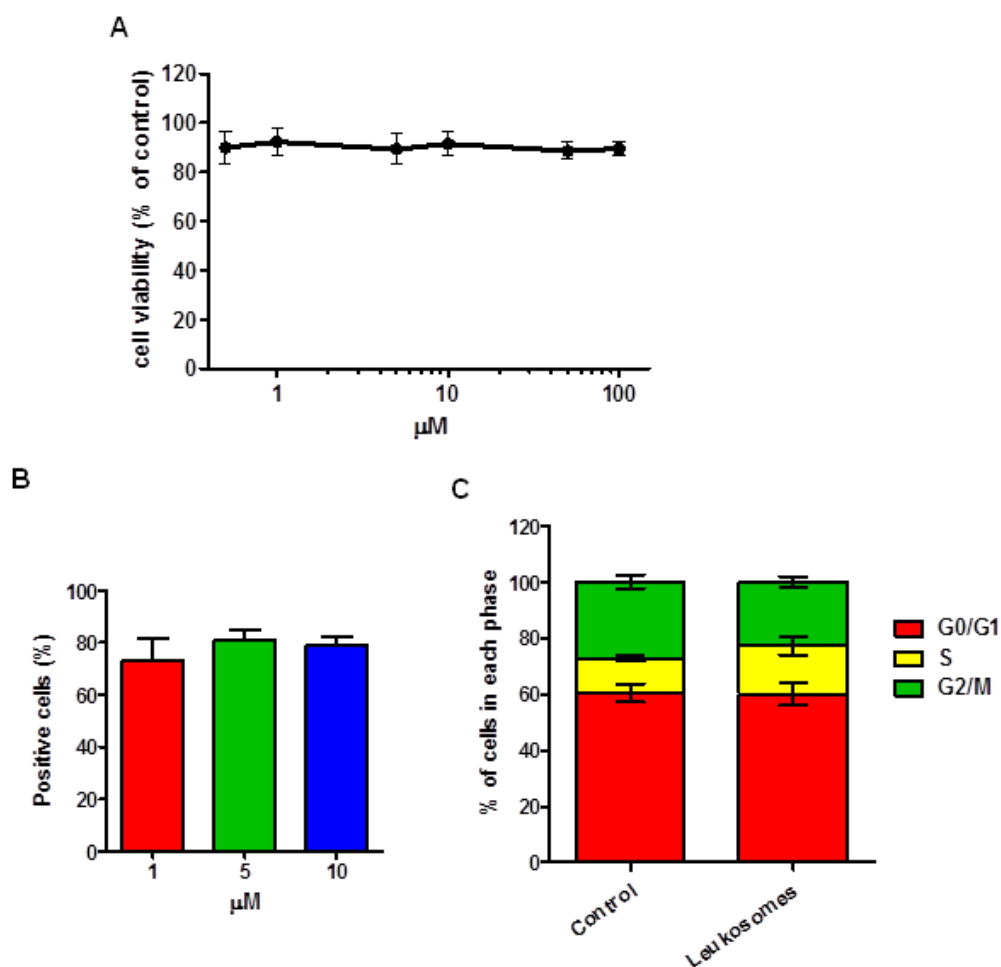 A
cell viability (% of control)
120
100
80
60
40
20
0
1 10 100
μM
B
Positive cells (%)
100
80
60
40
20
0
1 5 10
μM
C
% of cells in each phase
120
100
80
60
40
20
0
Control Leukosomes
G0/G1
S
G2/M